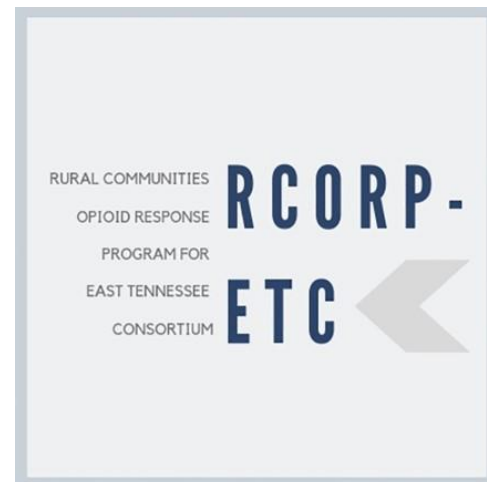 RURAL COMMUNITIES
OPIOID RESPONSE
PROGRAM FOR
EAST TENNESSEE
CONSORTIUM
RCORP-
ETC